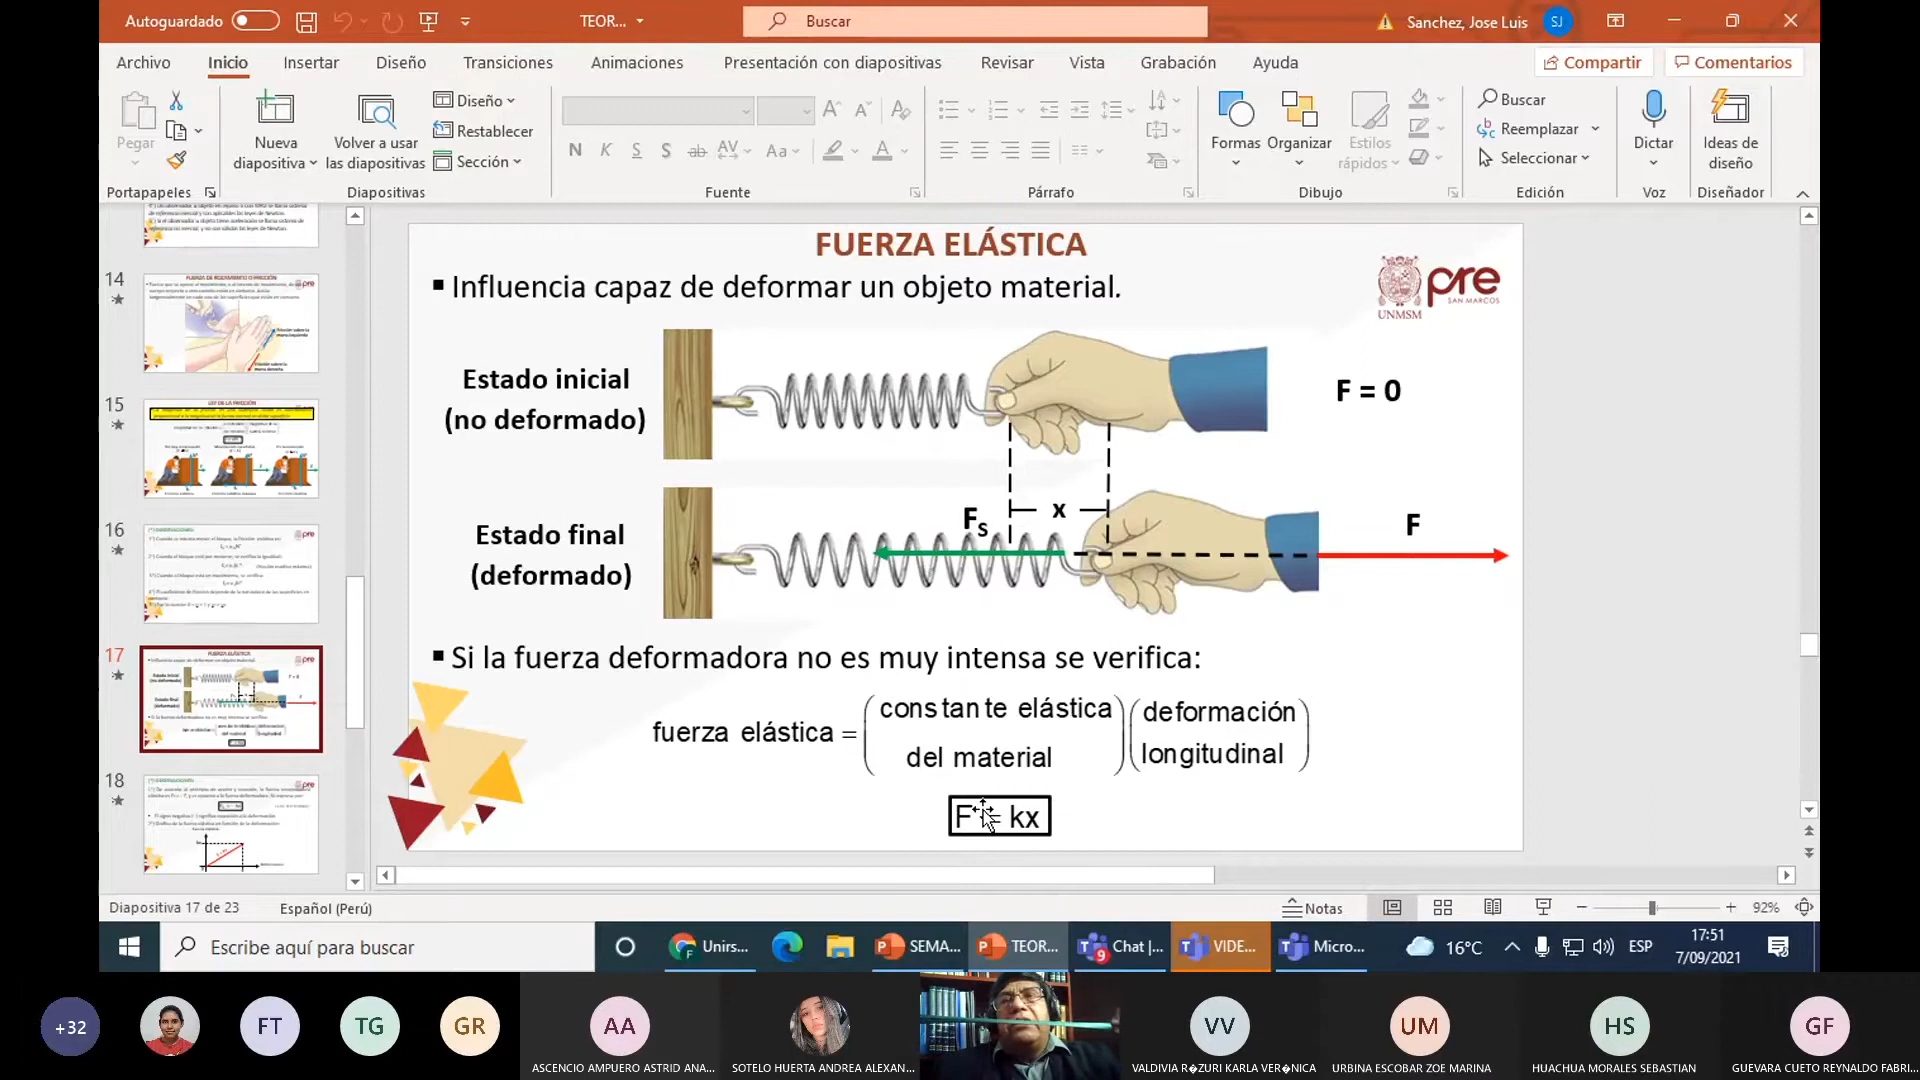 Autoguardado
TEOR...
Buscar
Sanchez, Jose Luis
SJ
Archivo
Inicio
Insertar
Diseño
Transiciones
Animaciones
Presentación con diapositivas
Revisar
Vista
Grabación
Ayuda
Compartir
Comentarios
Pegar
Nueva
diapositiva
Volver a usar
las diapositivas
Diseño
Restablecer
Sección
N K S S ab AV Aa A
Formas
Organizar
Estilos
rápidos
Buscar
Reemplazar
Seleccionar
Dictar
Ideas de
diseño
Portapapeles
Diapositivas
Fuente
Párrafo
Dibujo
Edición
Voz
Diseñador
14
15
16
17
18
FUERZA ELÁSTICA
▪ Influencia capaz de deformar un objeto material.
UNMSM
pre
SAN MARCOS
Estado inicial
(no deformado)
F = 0
Estado final
(deformado)
Fs
x
F
▪ Si la fuerza deformadora no es muy intensa se verifica:
fuerza elástica = (constante elástica del material) (deformación longitudinal)
F = kx
Diapositiva 17 de 23
Español (Perú)
Notas
92%
Escribe aquí para buscar
Unirs...
SEMA...
TEOR...
Chat |...
9
VIDE...
Micro...
16°C
ESP
17:51
7/09/2021
+32
FT
TG
GR
AA
VV
UM
HS
GF
ASCENCIO AMPUERO ASTRID ANA...
SOTELO HUERTA ANDREA ALEXAN...
VALDIVIA R�ZURI KARLA VER�NICA
URBINA ESCOBAR ZOE MARINA
HUACHUA MORALES SEBASTIAN
GUEVARA CUETO REYNALDO FABRI...